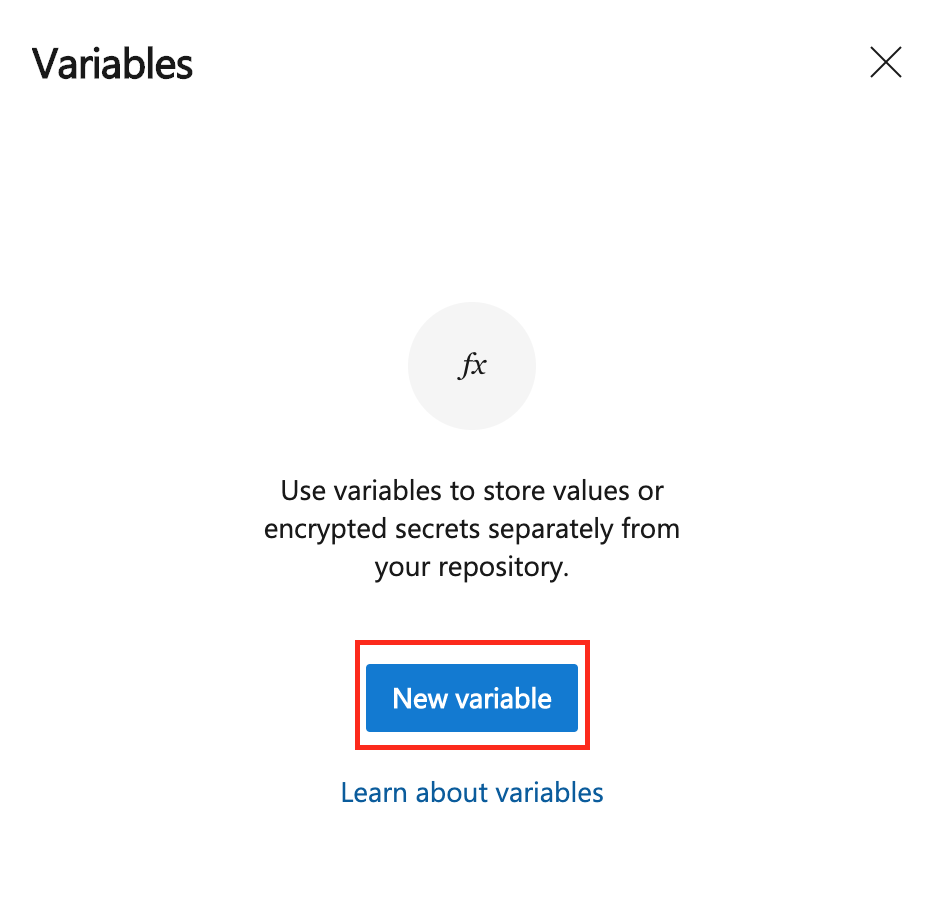 Variables
fx
Use variables to store values or
encrypted secrets separately from
your repository.
New variable
Learn about variables